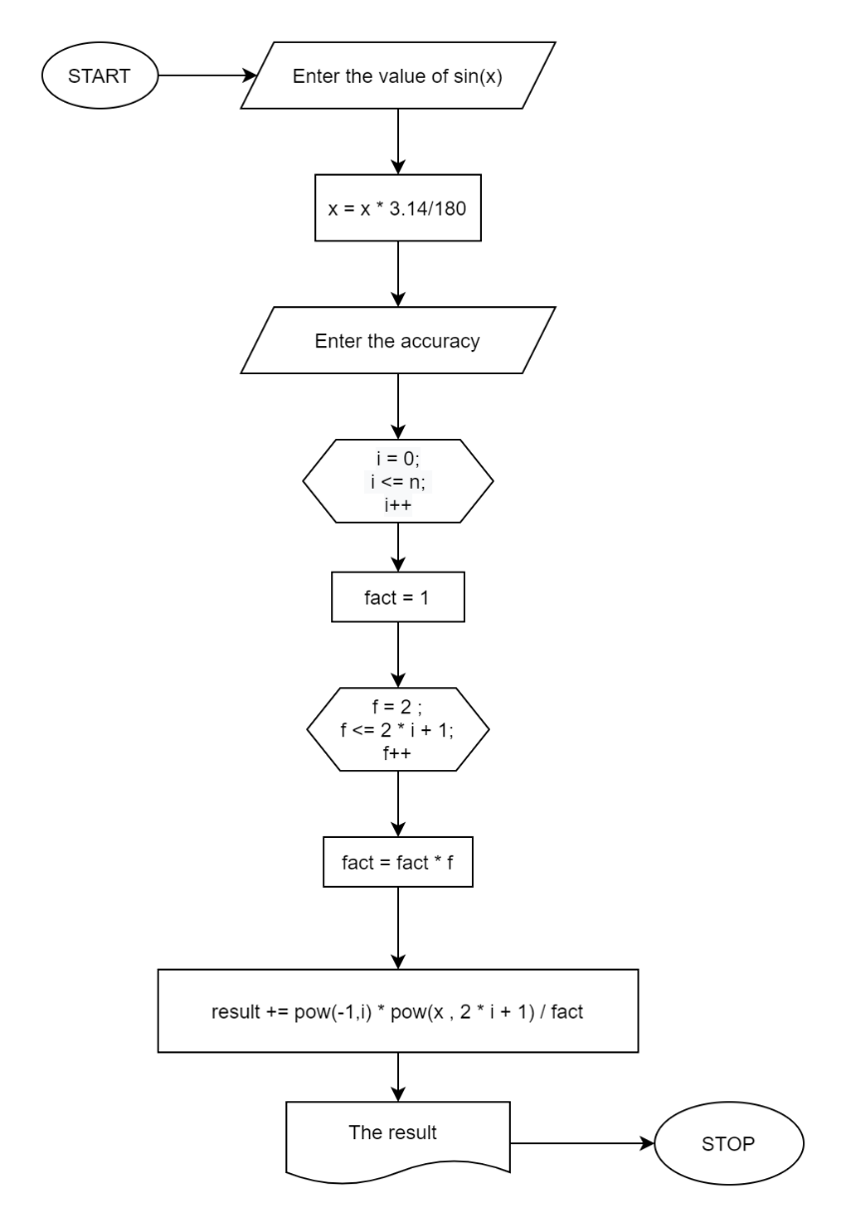 START
Enter the value of sin(x)
x = x * 3.14/180
Enter the accuracy
i = 0;
i <= n;
i++
fact = 1
f = 2 ;
f <= 2 * i + 1;
f++
fact = fact * f
result += pow(-1,i) * pow(x , 2 * i + 1) / fact
The result
STOP